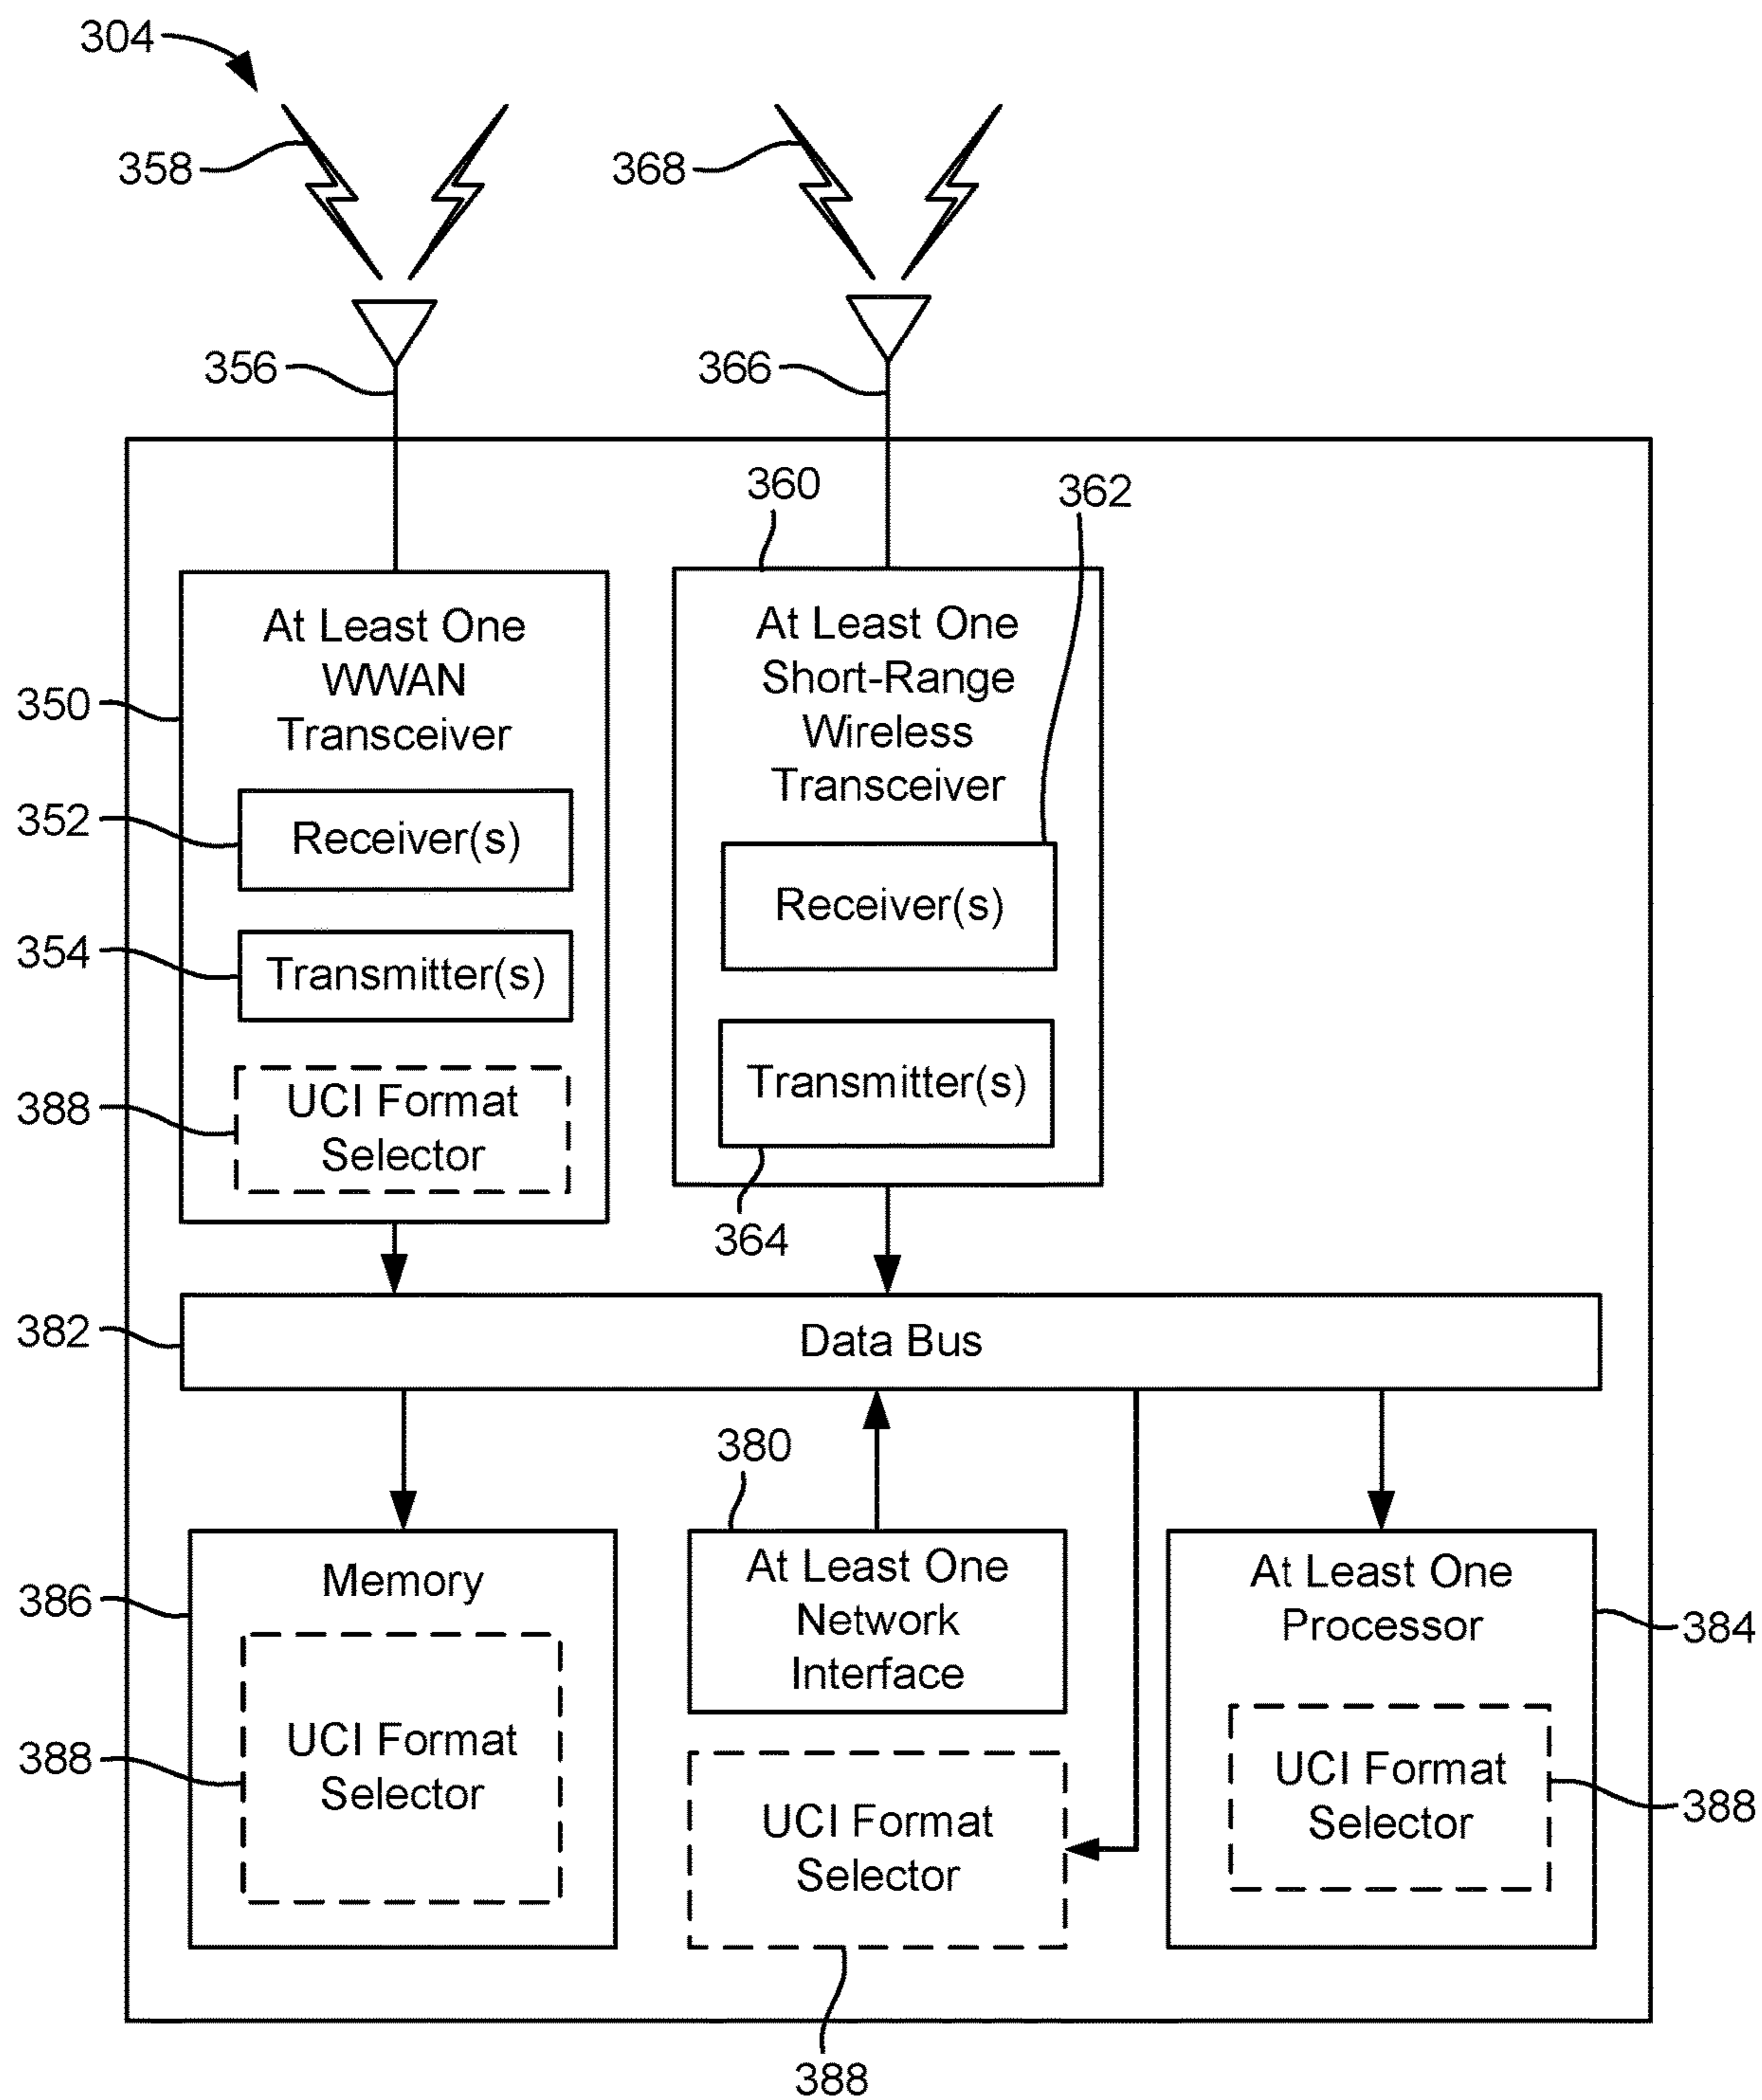 304
358
368
356
366
360
362
At Least One
WWAN
Transceiver
350
At Least One
Short-Range
Wireless
Transceiver
352
Receiver(s)
Receiver(s)
354
Transmitter(s)
Transmitter(s)
388
UCI Format
Selector
364
382
Data Bus
380
386
Memory
At Least One
Network
Interface
At Least One
Processor
384
388
UCI Format
Selector
UCI Format
Selector
UCI Format
Selector
388
388